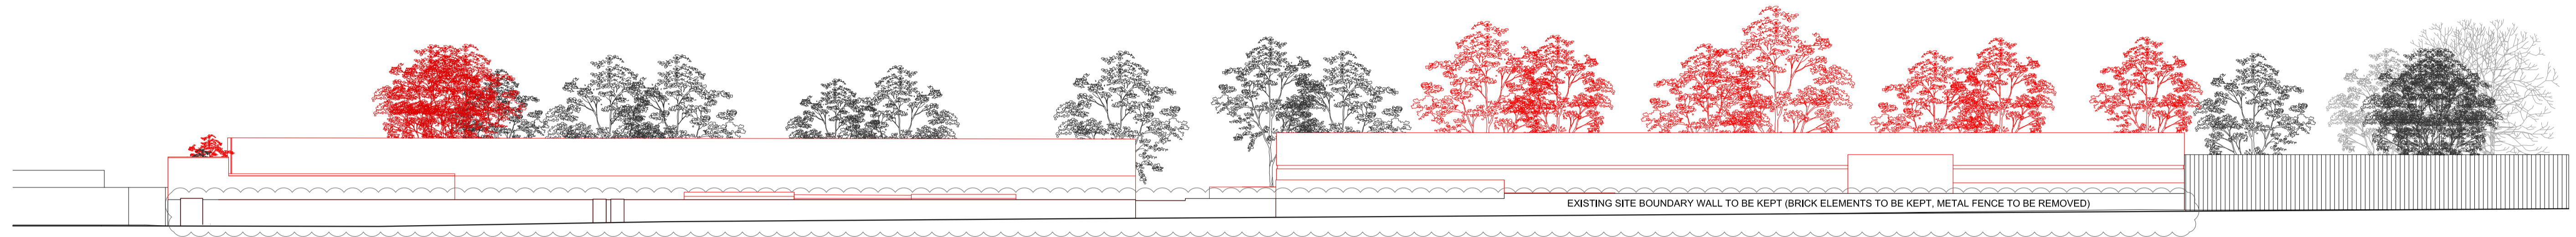 EXISTING SITE BOUNDARY WALL TO BE KEPT (BRICK ELEMENTS TO BE KEPT, METAL FENCE TO BE REMOVED)